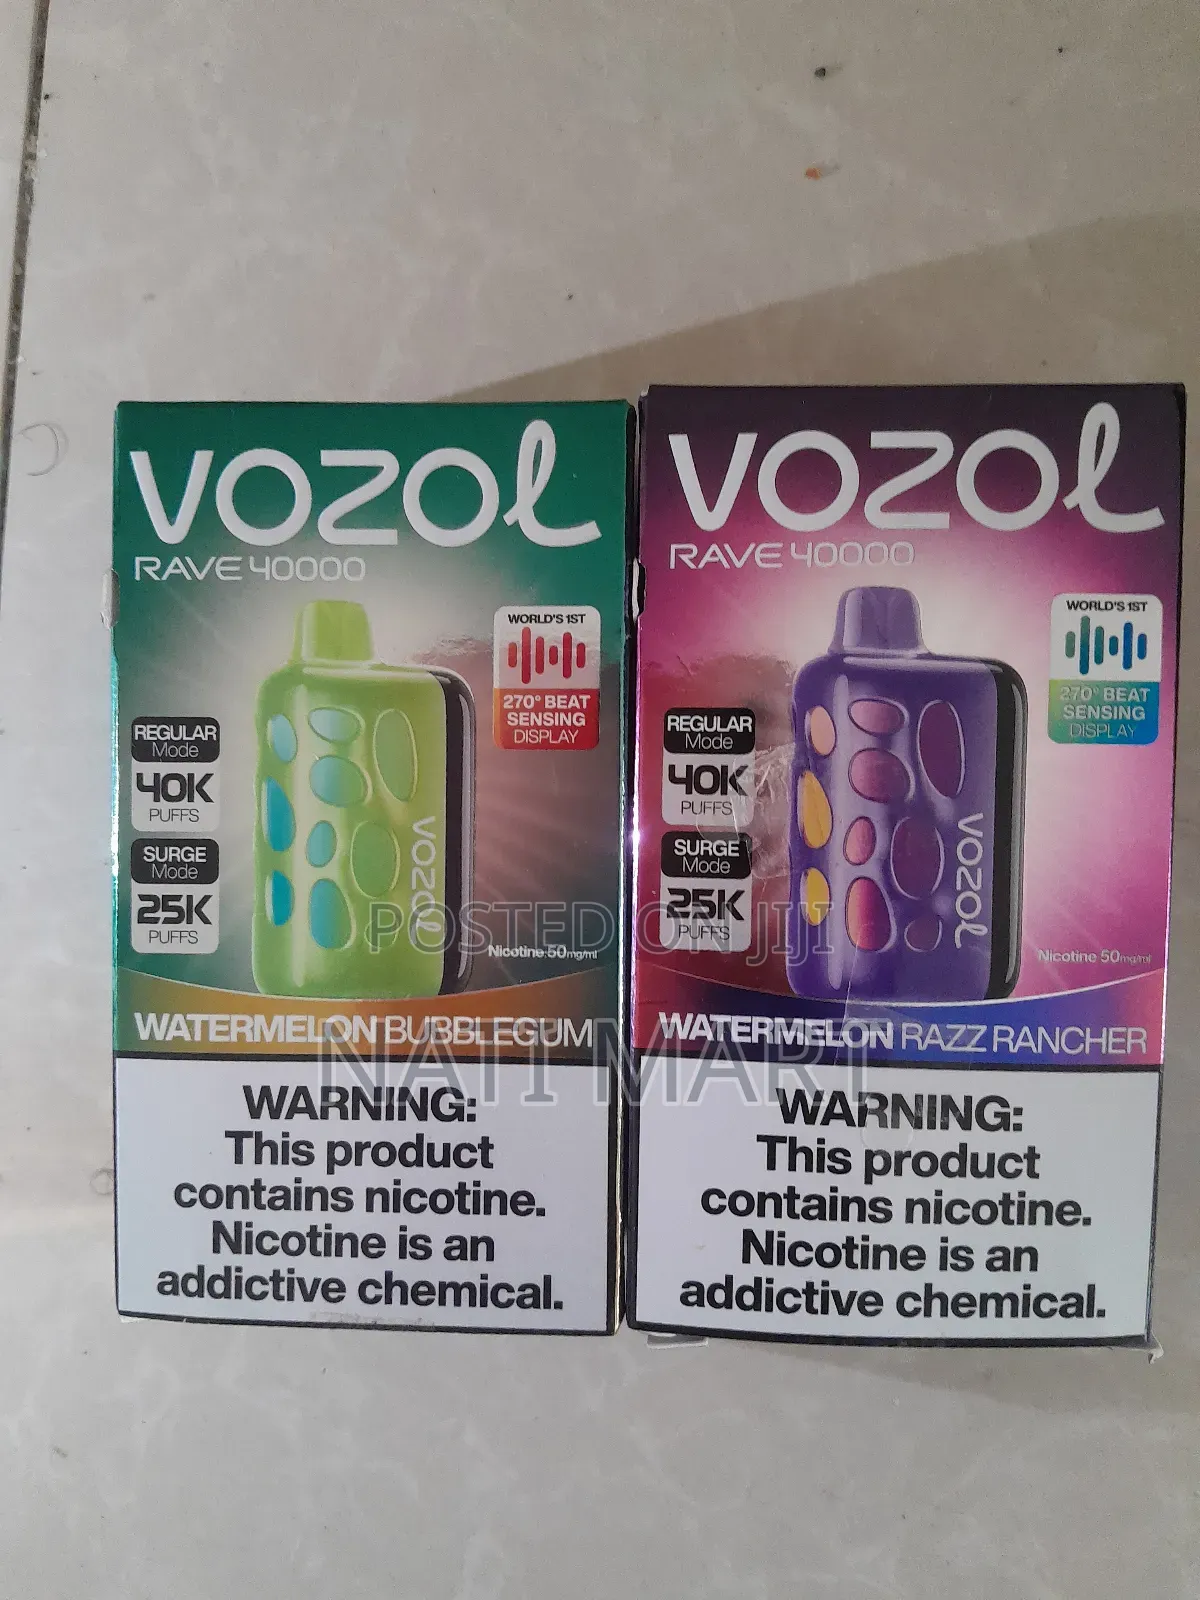 VOZOL
RAVE 40000
WORLD'S 1ST
270° BEAT
SENSING
DISPLAY
REGULAR
Mode
40K
PUFFS
SURGE
Mode
25K
PUFFS
VOZOL
Nicotine 50mg/ml
WATERMELON BUBBLEGUM
WARNING:
This product
contains nicotine.
Nicotine is an
addictive chemical.
VOZOL
RAVE 40000
WORLD'S 1ST
270° BEAT
SENSING
DISPLAY
REGULAR
Mode
40K
PUFFS
SURGE
Mode
25K
PUFFS
VOZOL
Nicotine 50mg/ml
WATERMELON RAZZ RANCHER
WARNING:
This product
contains nicotine.
Nicotine is an
addictive chemical.
POSTED ON JIJI
NATI MART